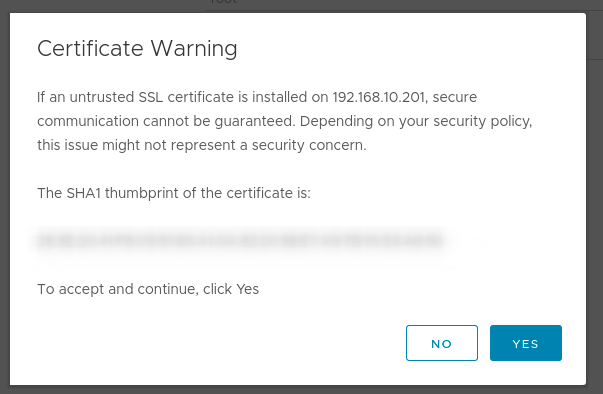 Certificate Warning
If an untrusted SSL certificate is installed on 192.168.10.201, secure
communication cannot be guaranteed. Depending on your security policy,
this issue might not represent a security concern.
The SHA1 thumbprint of the certificate is:
To accept and continue, click Yes
NO YES